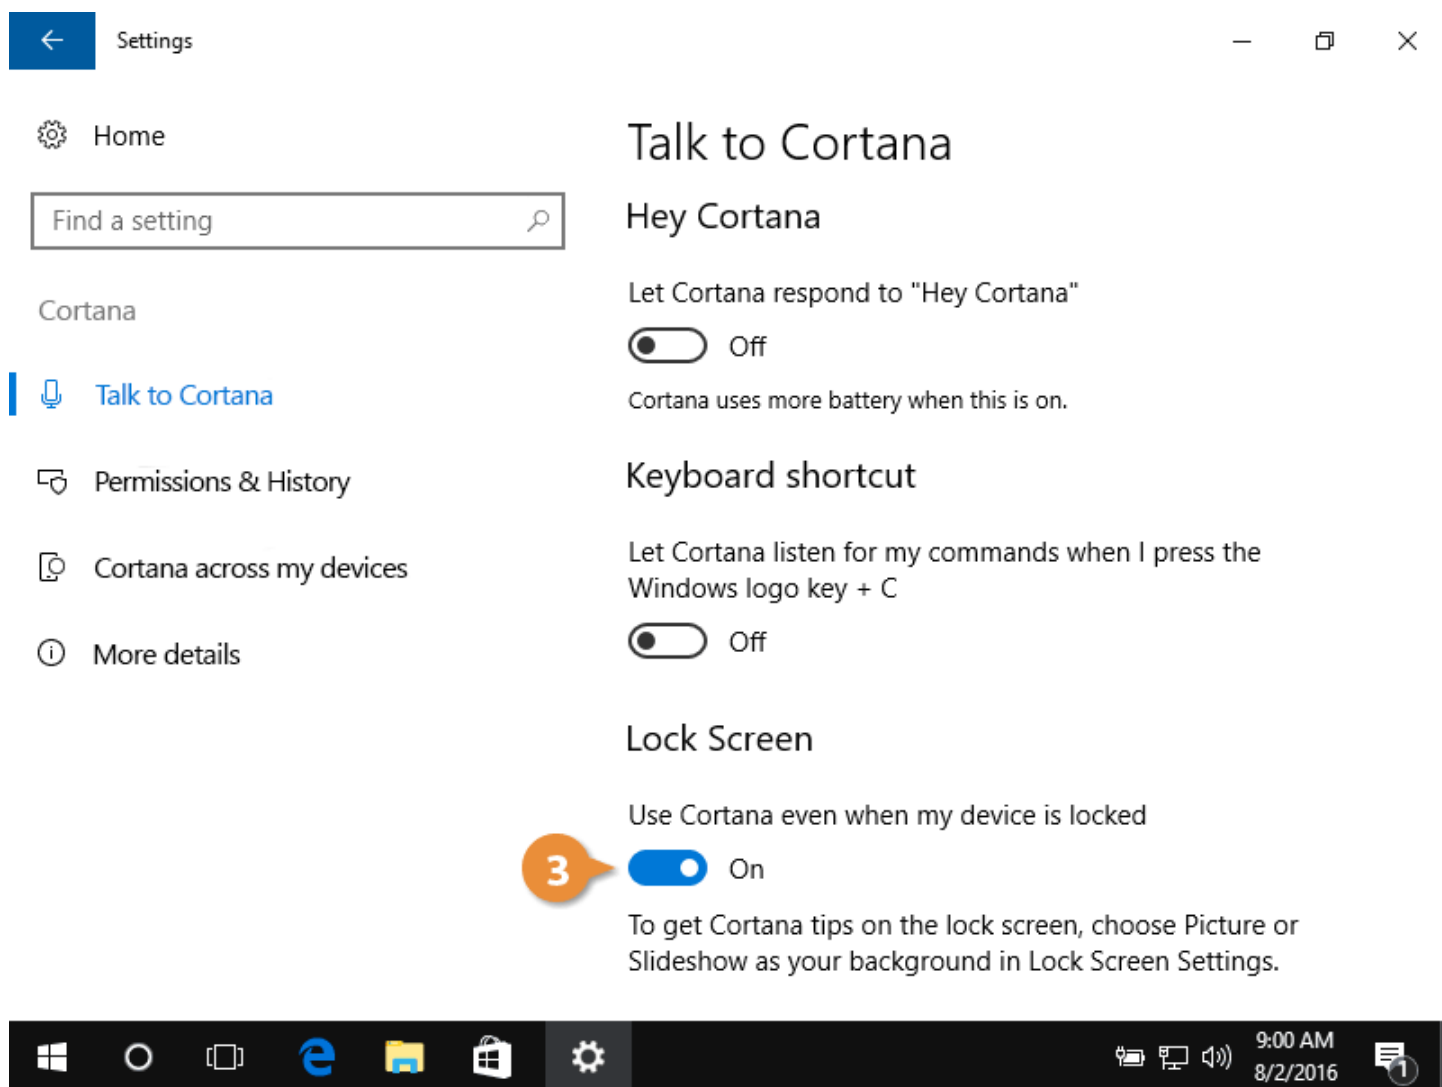 Settings
Home
Find a setting
Cortana
Talk to Cortana
Permissions & History
Cortana across my devices
More details
Talk to Cortana
Hey Cortana
Let Cortana respond to "Hey Cortana"
Off
Cortana uses more battery when this is on.
Keyboard shortcut
Let Cortana listen for my commands when I press the
Windows logo key + C
Off
Lock Screen
Use Cortana even when my device is locked
3
On
To get Cortana tips on the lock screen, choose Picture or
Slideshow as your background in Lock Screen Settings.
9:00 AM
8/2/2016
1